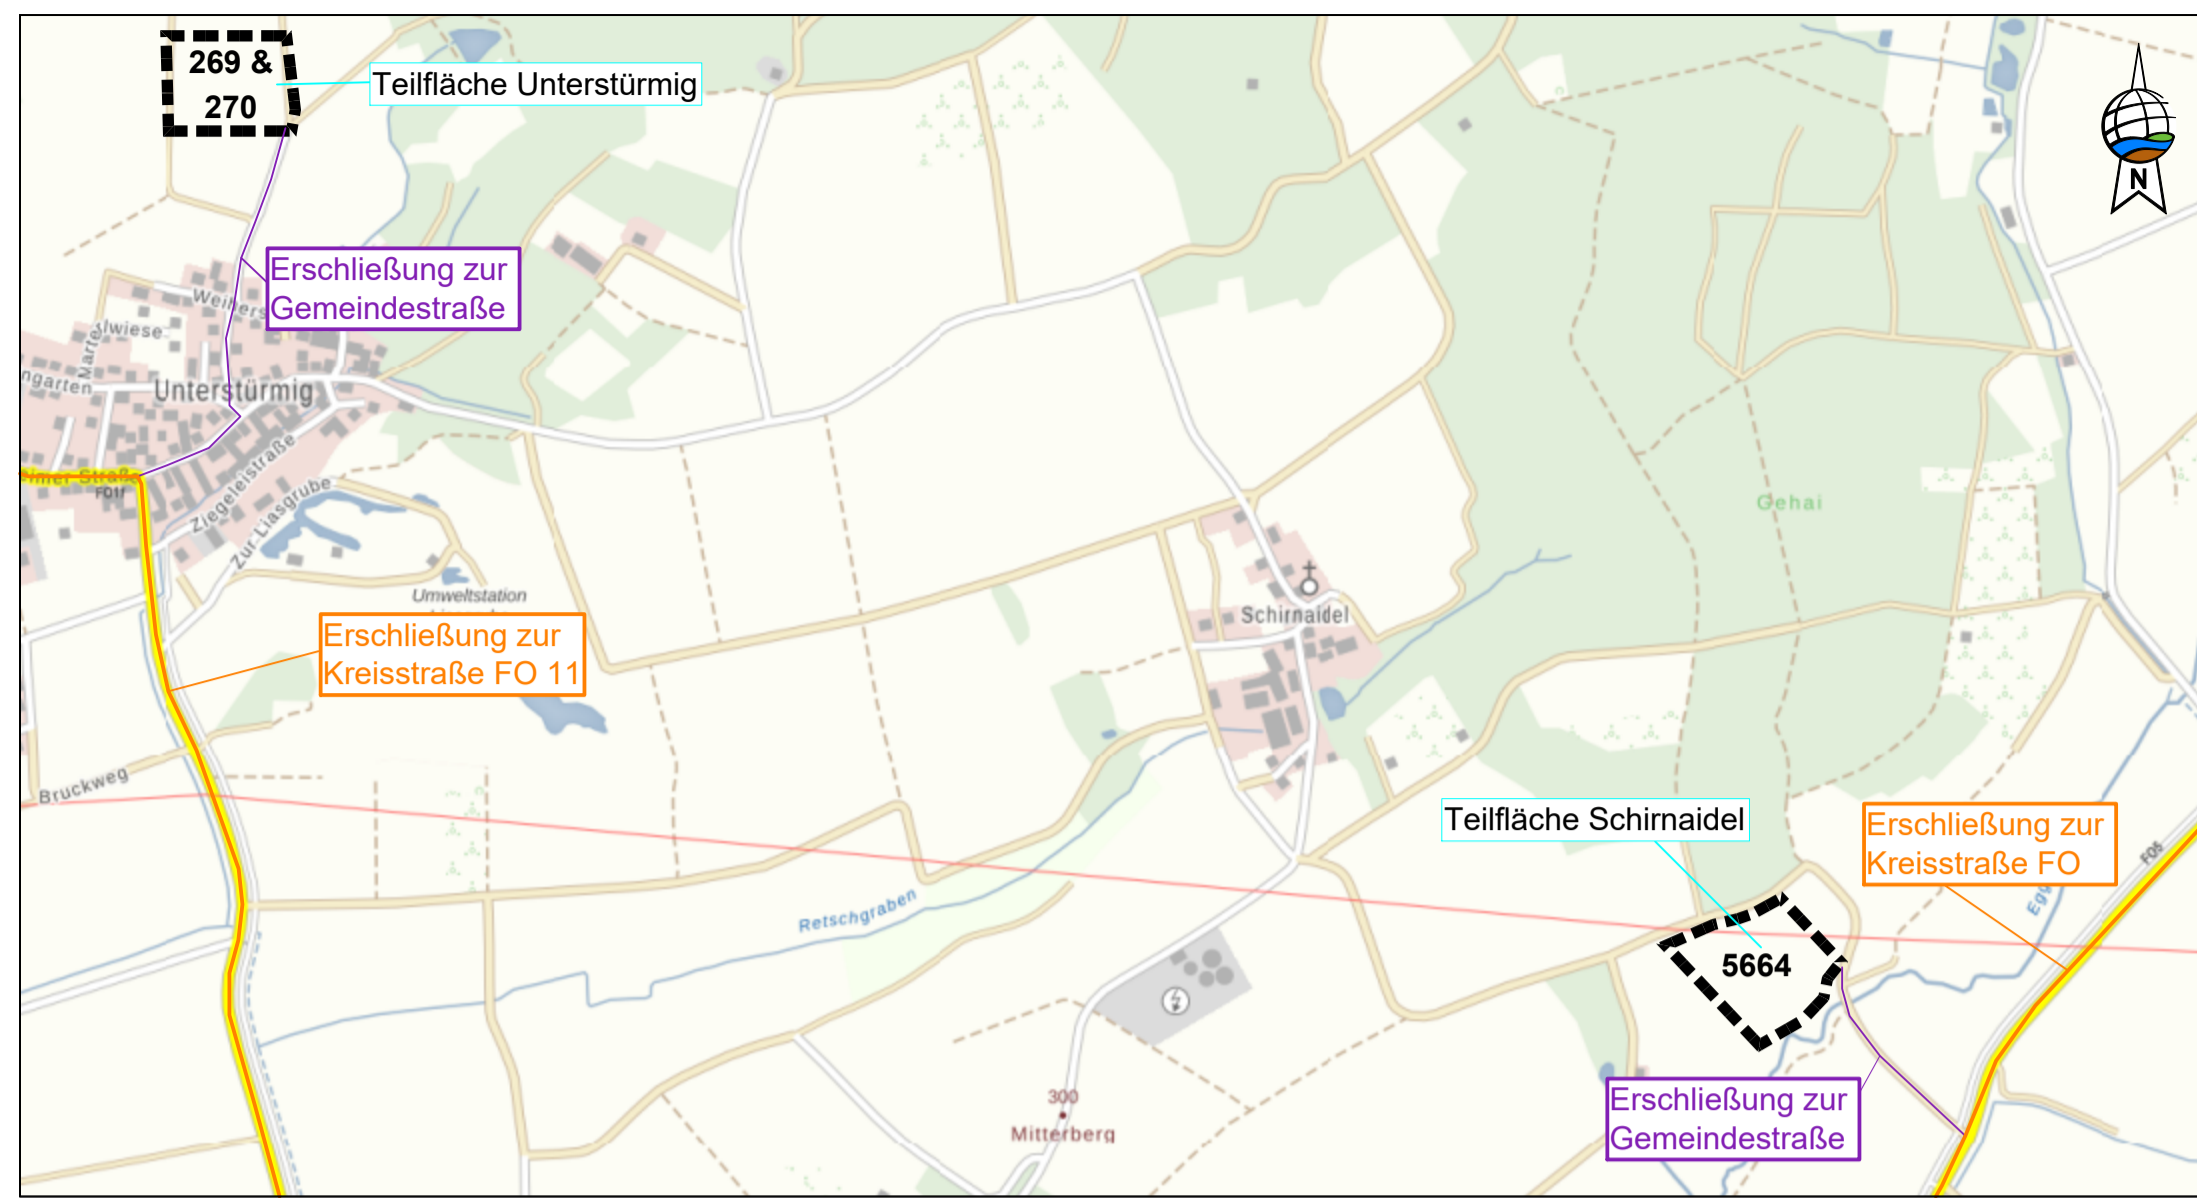 269 &
270
Teilfläche Unterstürmig
N
Erschließung zur
Gemeindestraße
Unterstürmig
Ziegeleistraße
Zur Liasgrube
Umweltstation
Gehai
Schirnaidel
Erschließung zur
Kreisstraße FO 11
Bruckweg
Teilfläche Schirnaidel
Erschließung zur
Kreisstraße FO
FO5
Retschgraben
5664
300
Mitterberg
Erschließung zur
Gemeindestraße